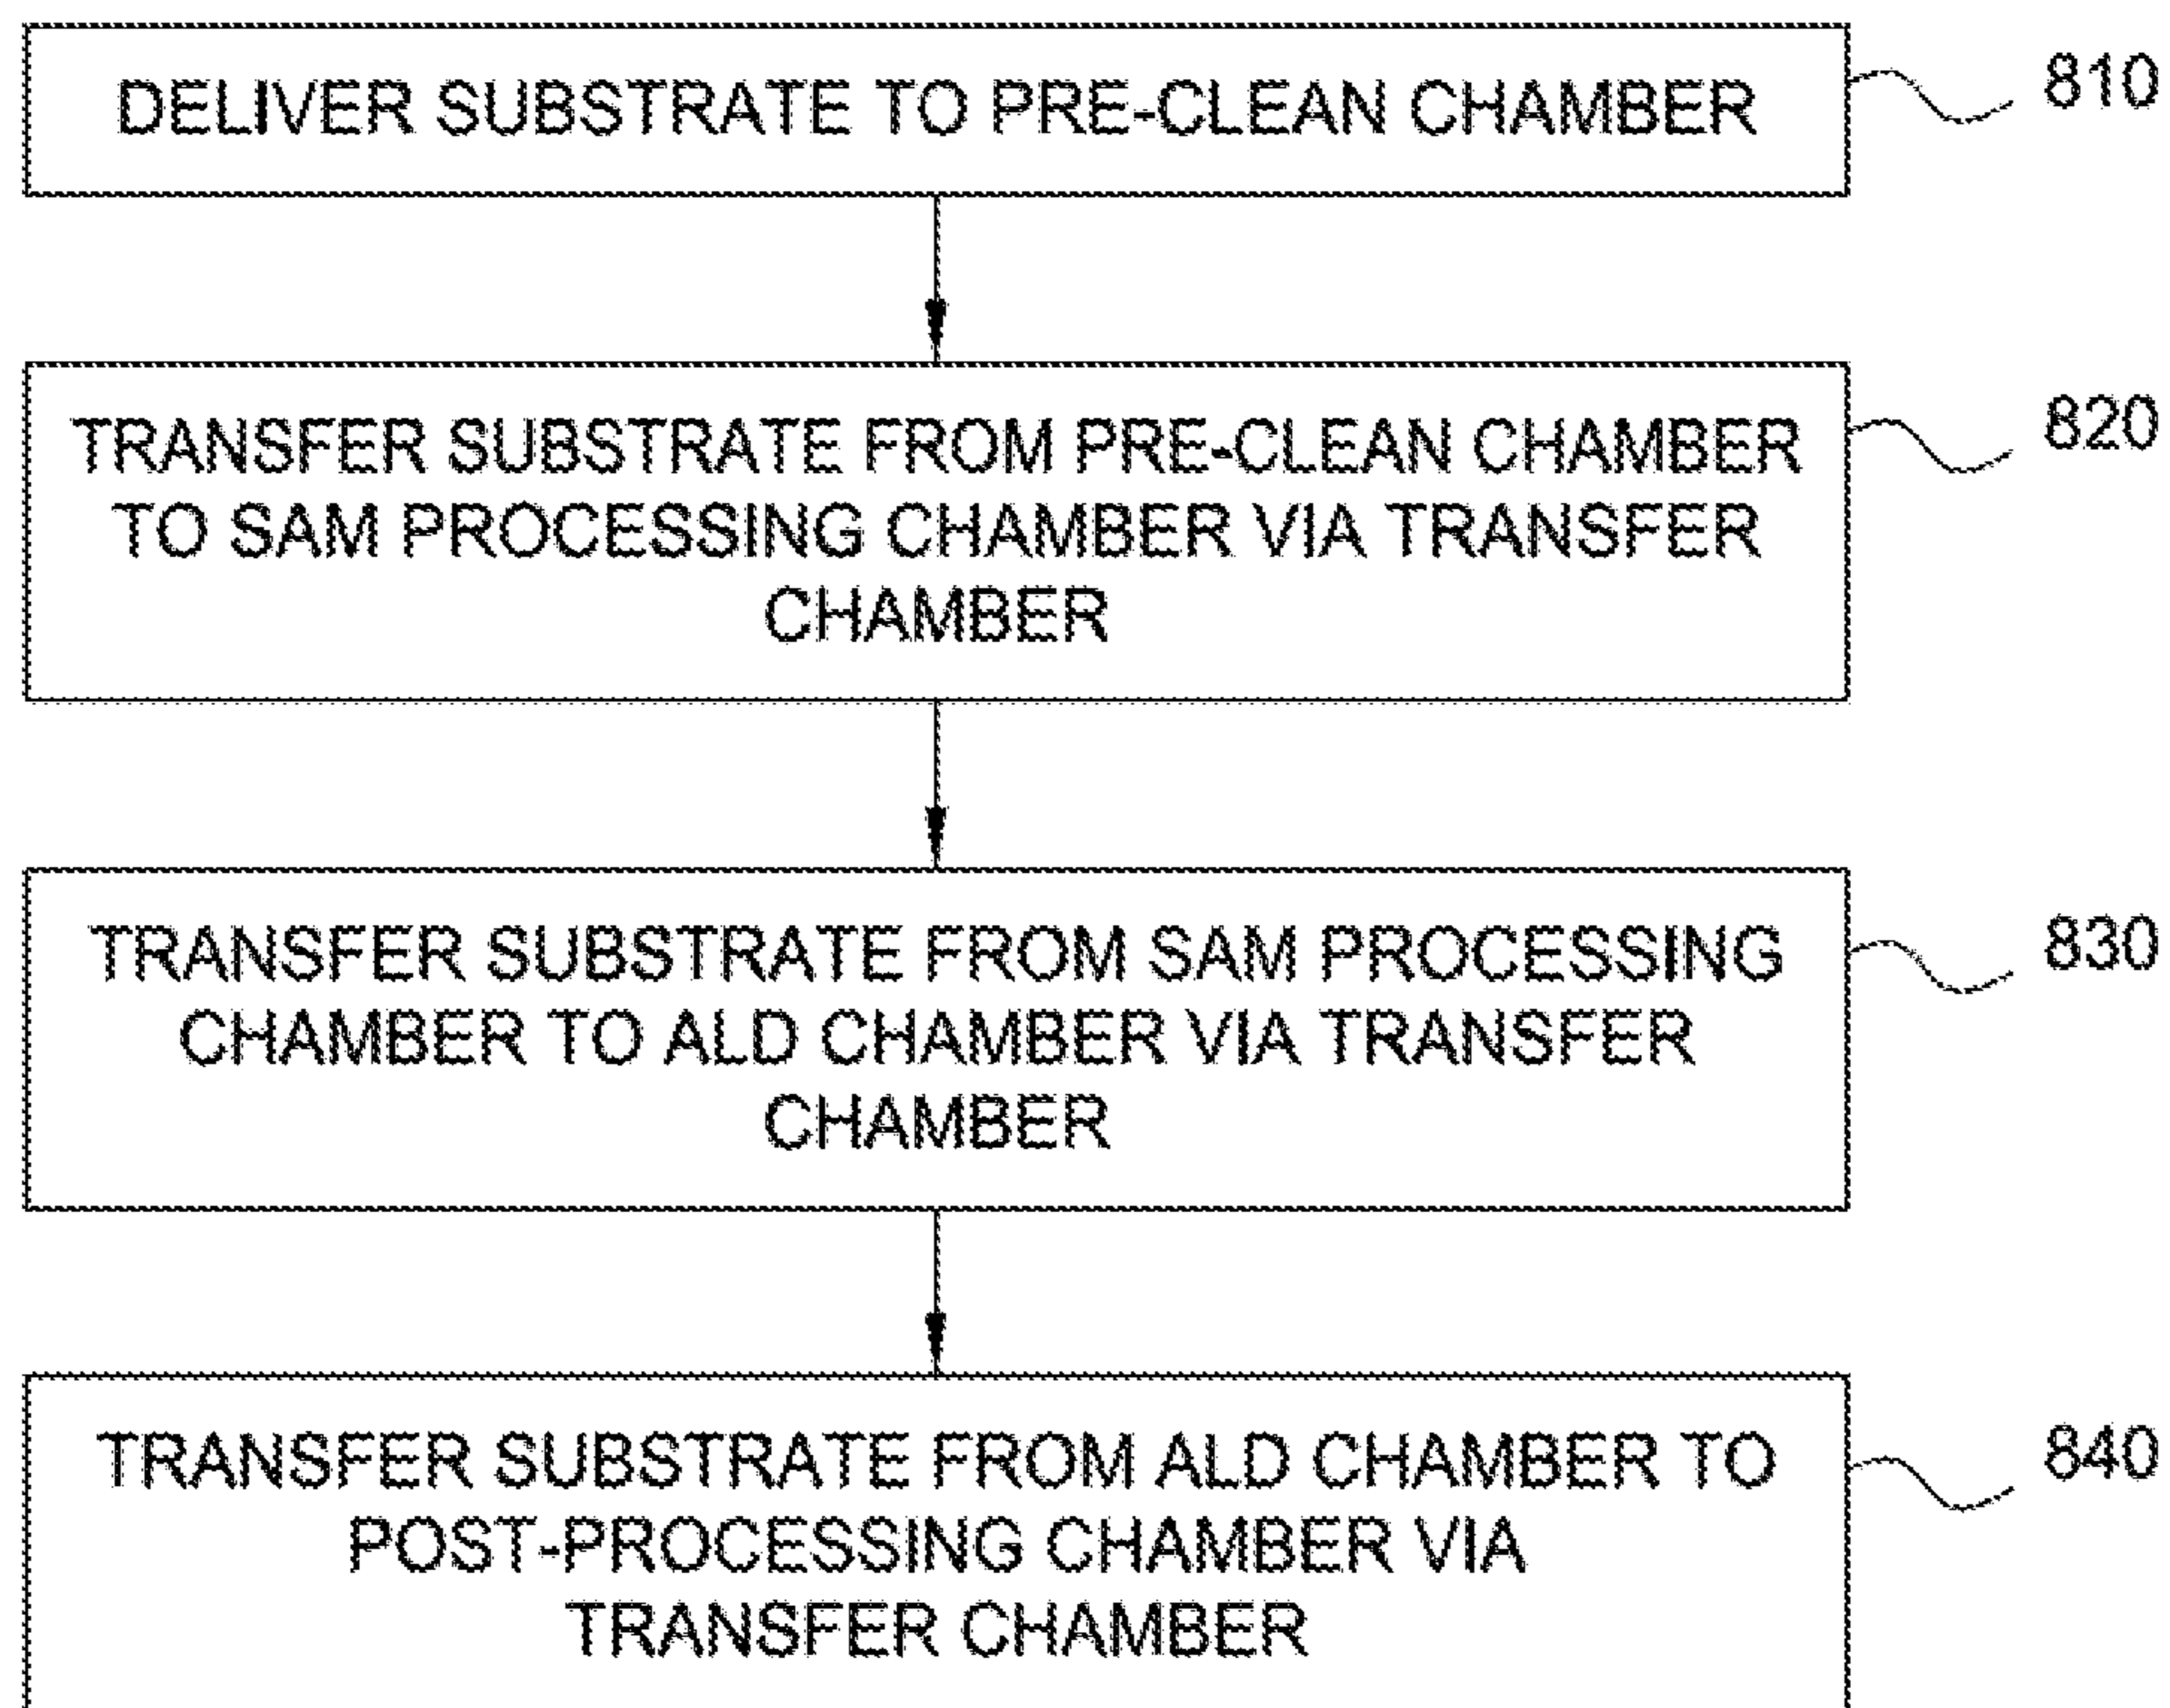 DELIVER SUBSTRATE TO PRE-CLEAN CHAMBER
810
TRANSFER SUBSTRATE FROM PRE-CLEAN CHAMBER
TO SAM PROCESSING CHAMBER VIA TRANSFER
CHAMBER
820
TRANSFER SUBSTRATE FROM SAM PROCESSING
CHAMBER TO ALD CHAMBER VIA TRANSFER
CHAMBER
830
TRANSFER SUBSTRATE FROM ALD CHAMBER TO
POST-PROCESSING CHAMBER VIA
TRANSFER CHAMBER
840